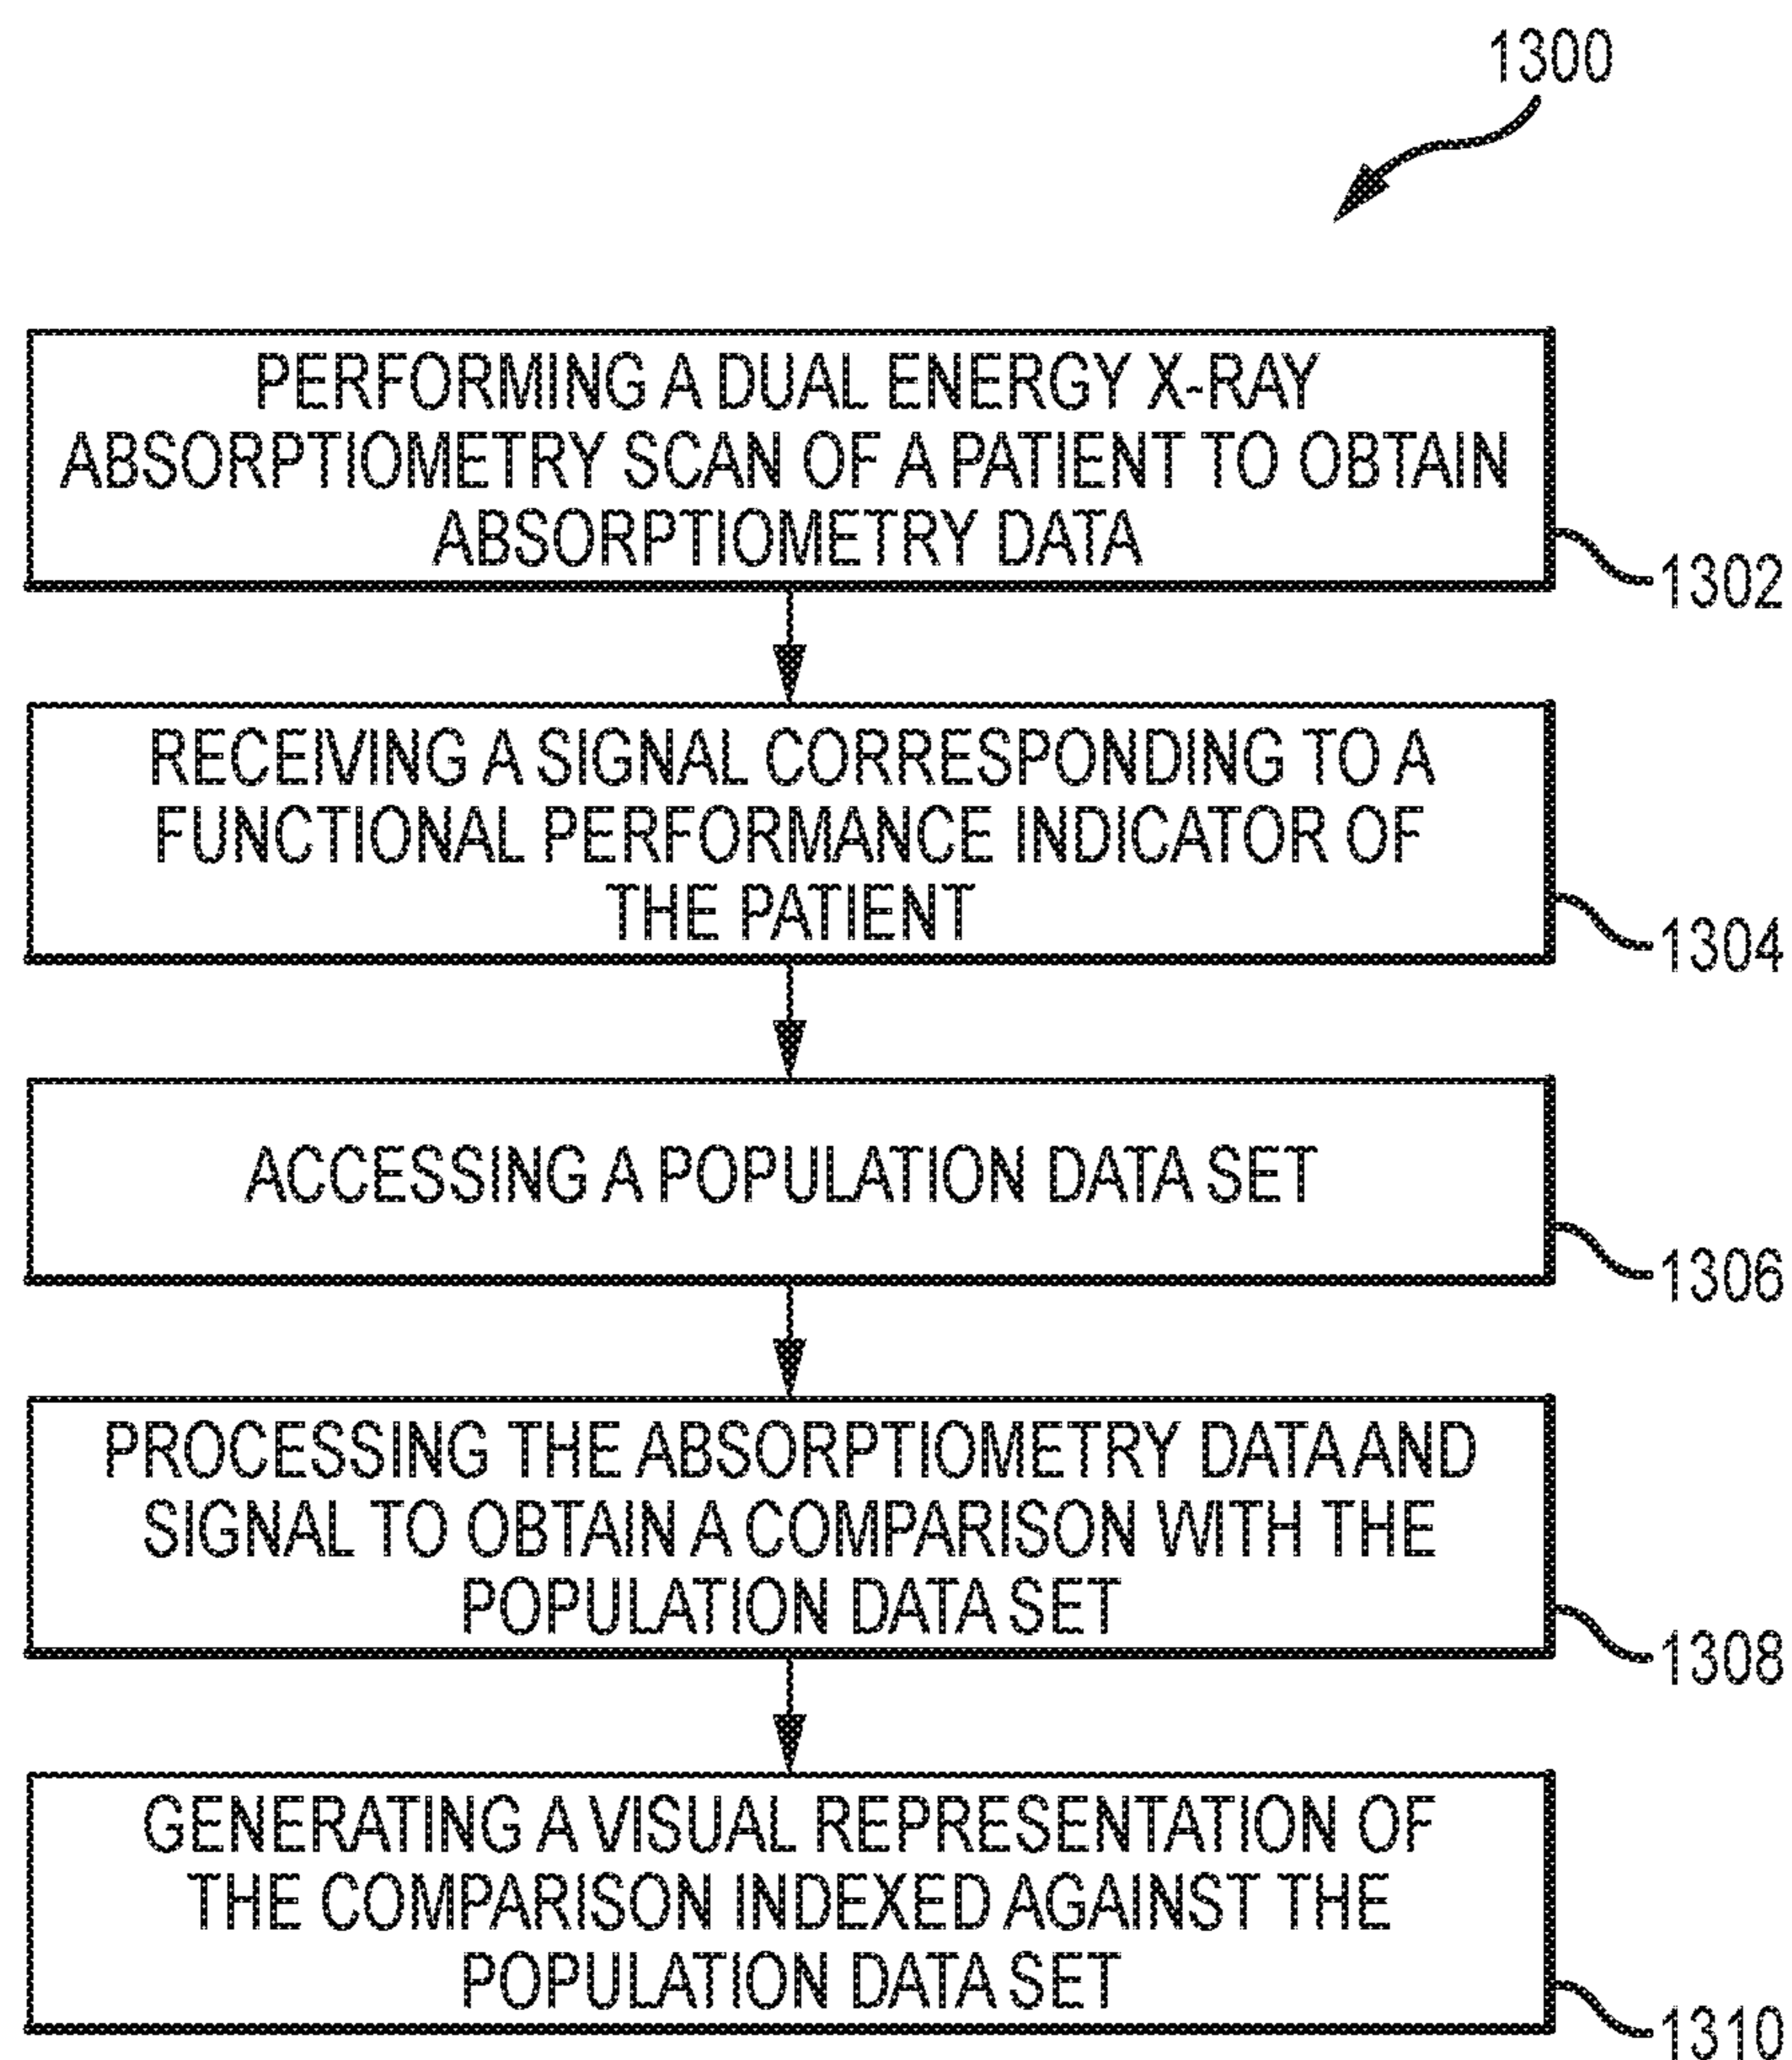 1300
PERFORMING A DUAL ENERGY X-RAY
ABSORPTIOMETRY SCAN OF A PATIENT TO OBTAIN
ABSORPTIOMETRY DATA
1302
RECEIVING A SIGNAL CORRESPONDING TO A
FUNCTIONAL PERFORMANCE INDICATOR OF
THE PATIENT
1304
ACCESSING A POPULATION DATA SET
1306
PROCESSING THE ABSORPTIOMETRY DATA AND
SIGNAL TO OBTAIN A COMPARISON WITH THE
POPULATION DATA SET
1308
GENERATING A VISUAL REPRESENTATION OF
THE COMPARISON INDEXED AGAINST THE
POPULATION DATA SET
1310